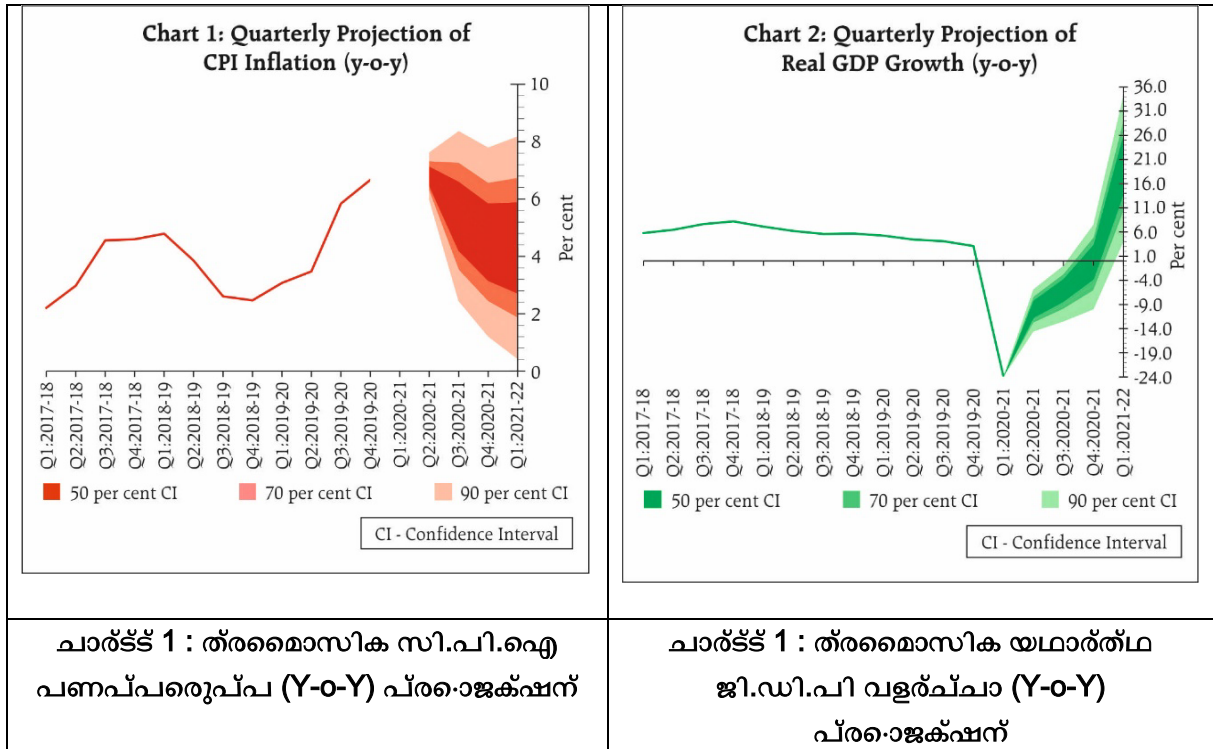 Chart 1: Quarterly Projection of
CPI Inflation (y-o-y)
10
8
6
4
2
0
Per cent
Q1:2017-18
Q2:2017-18
Q3:2017-18
Q4:2017-18
Q1:2018-19
Q2:2018-19
Q3:2018-19
Q4:2018-19
Q1:2019-20
Q2:2019-20
Q3:2019-20
Q4:2019-20
Q1:2020-21
Q2:2020-21
Q3:2020-21
Q4:2020-21
Q1:2021-22
50 per cent CI
70 per cent CI
90 per cent CI
CI - Confidence Interval
Chart 2: Quarterly Projection of
Real GDP Growth (y-o-y)
36.0
31.0
26.0
21.0
16.0
11.0
6.0
1.0
-4.0
-9.0
-14.0
-19.0
-24.0
Per cent
Q1:2017-18
Q2:2017-18
Q3:2017-18
Q4:2017-18
Q1:2018-19
Q2:2018-19
Q3:2018-19
Q4:2018-19
Q1:2019-20
Q2:2019-20
Q3:2019-20
Q4:2019-20
Q1:2020-21
Q2:2020-21
Q3:2020-21
Q4:2020-21
Q1:2021-22
50 per cent CI
70 per cent CI
90 per cent CI
CI - Confidence Interval
ചാര്ട്ട് 1 : ത്രൈമാസിക സി.പി.ഐ
പണപ്പരെുപ്പ (Y-o-Y) പ്രൊജക്ഷന്
ചാര്ട്ട് 1 : ത്രൈമാസിക യഥാര്ത്ഥ
ജി.ഡി.പി വളര്ച്ചാ (Y-o-Y)
പ്രൊജക്ഷന്